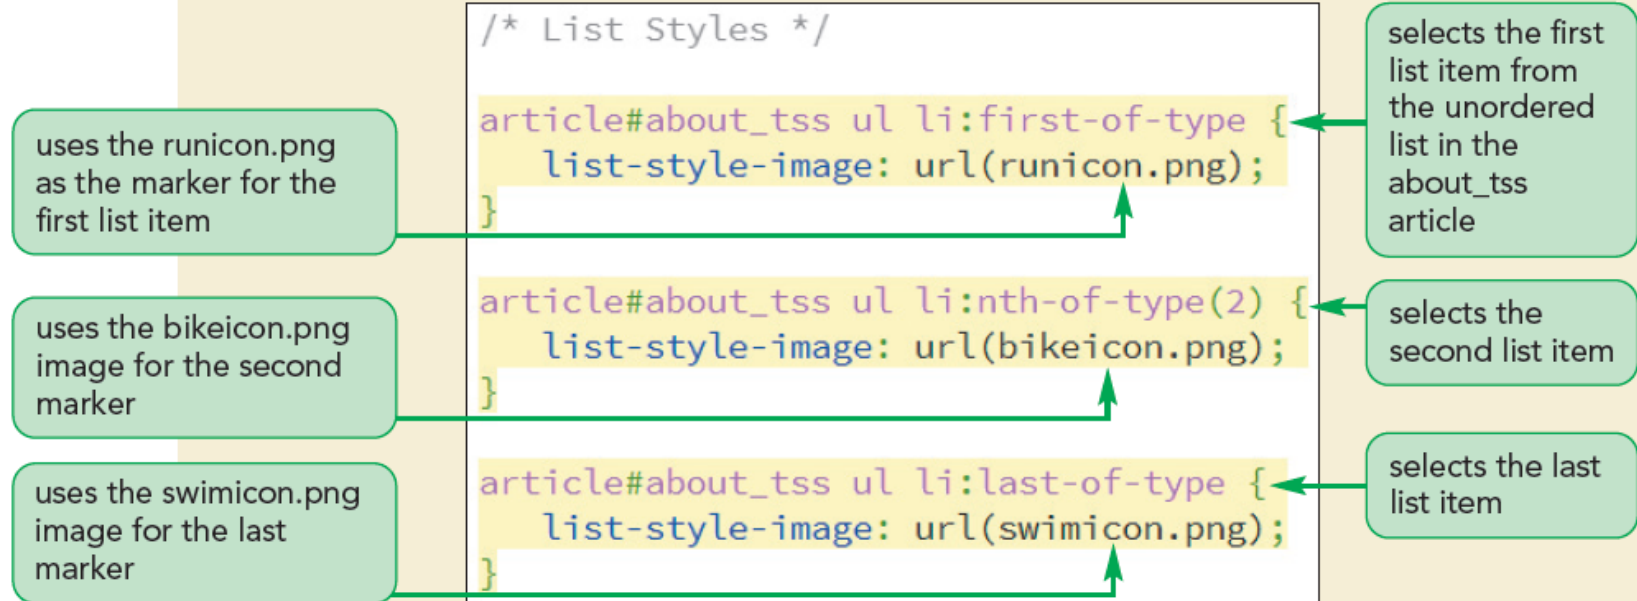 /* List Styles */
article#about_tss ul li:first-of-type {
list-style-image: url(runicon.png);
}
article#about_tss ul li:nth-of-type(2) {
list-style-image: url(bikeicon.png);
}
article#about_tss ul li:last-of-type {
list-style-image: url(swimicon.png);
}
uses the runicon.png
as the marker for the
first list item
uses the bikeicon.png
image for the second
marker
uses the swimicon.png
image for the last
marker
selects the first
list item from
the unordered
list in the
about_tss
article
selects the
second list item
selects the last
list item